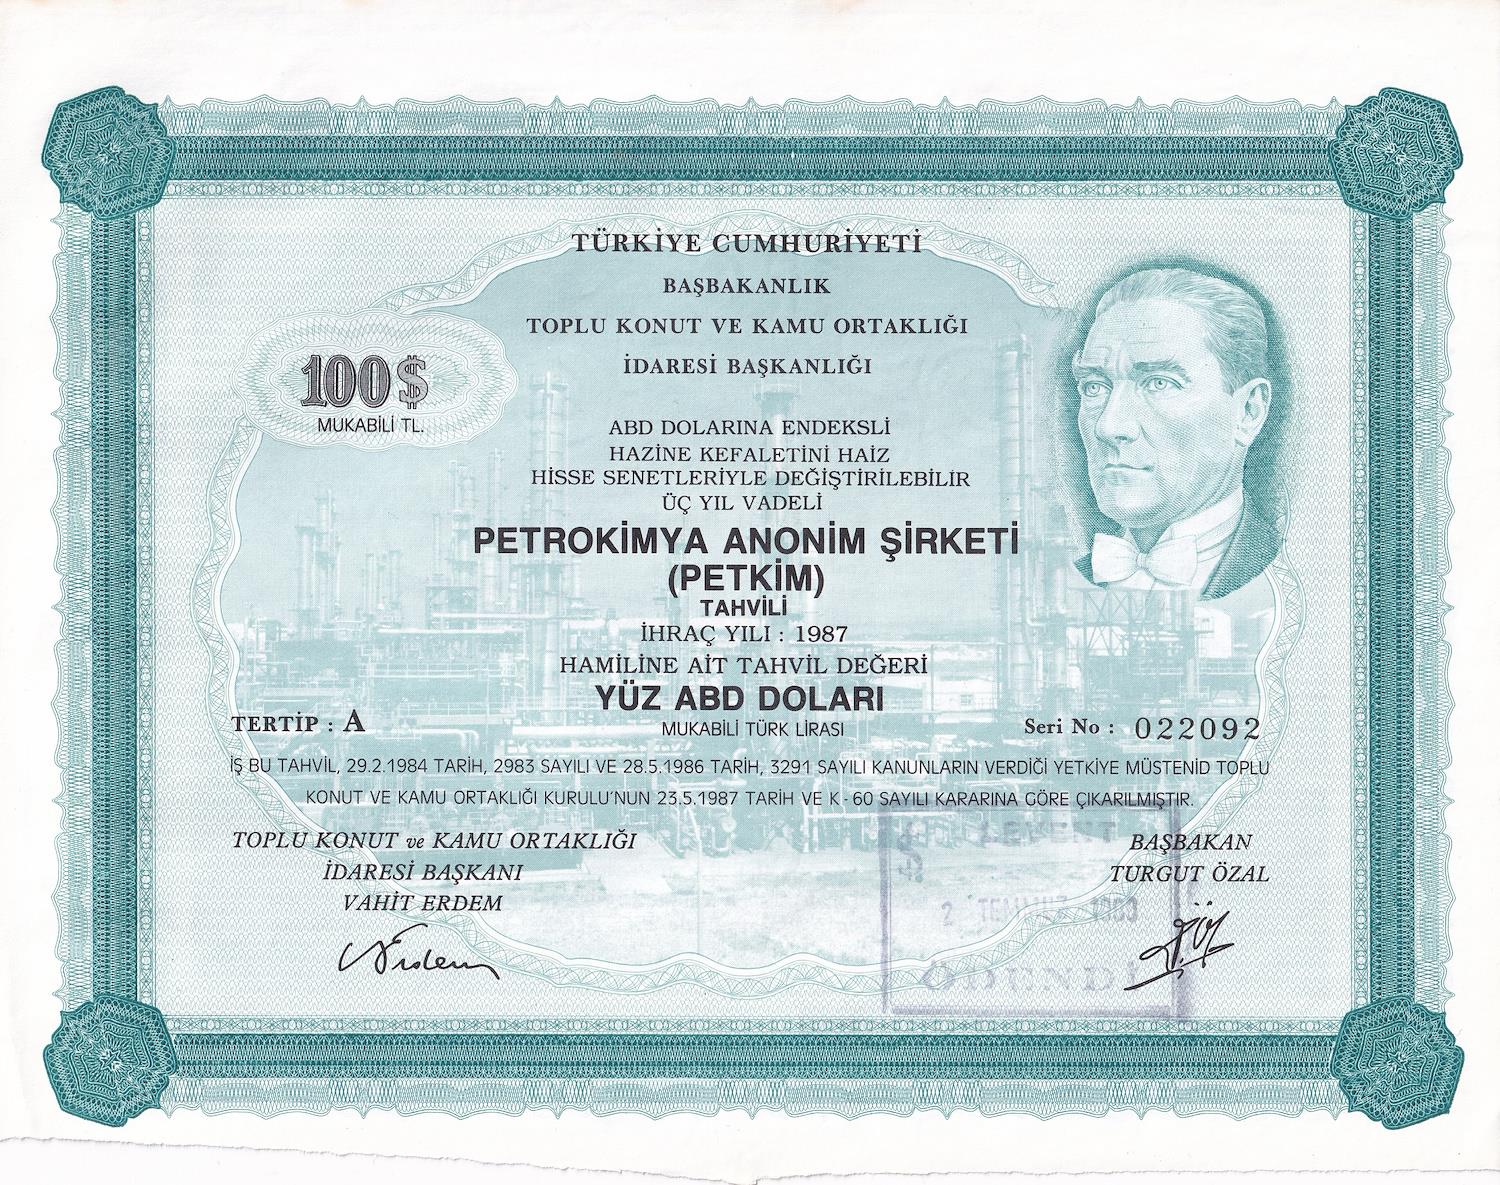 TÜRKİYE CUMHURİYETİ
BAŞBAKANLIK
TOPLU KONUT VE KAMU ORTAKLIĞI
İDARESİ BAŞKANLIĞI
100$
MUKABİLİ TL.
ABD DOLARINA ENDEKSLİ
HAZİNE KEFALETİNİ HAİZ
HİSSE SENETLERİYLE DEĞİŞTİRİLEBİLİR
ÜÇ YIL VADELİ
PETROKİMYA ANONİM ŞİRKETİ
(PETKİM)
TAHVİLİ
İHRAÇ YILI : 1987
HAMİLİNE AİT TAHVİL DEĞERİ
YÜZ ABD DOLARI
MUKABİLİ TÜRK LİRASI
TERTİP : A
Seri No : 022092
İŞ BU TAHVİL, 29.2.1984 TARİH, 2983 SAYILI VE 28.5.1986 TARİH, 3291 SAYILI KANUNLARIN VERDİĞİ YETKİYE MÜSTENİD TOPLU
KONUT VE KAMU ORTAKLIĞI KURULU'NUN 23.5.1987 TARİH VE K - 60 SAYILI KARARINA GÖRE ÇIKARILMIŞTIR.
TOPLU KONUT ve KAMU ORTAKLIĞI
İDARESİ BAŞKANI
VAHİT ERDEM
BAŞBAKAN
TURGUT ÖZAL
LEVENT
2 TEMMUZ
ÖDENDİ